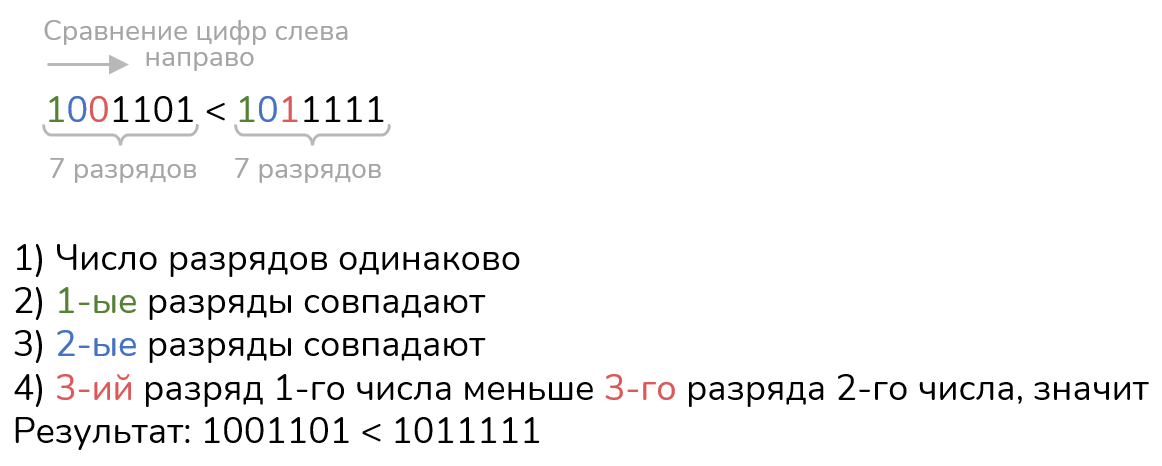 Сравнение цифр слева
направо
1001101 < 1011111
7 разрядов 7 разрядов
1) Число разрядов одинаково
2) 1-ые разряды совпадают
3) 2-ые разряды совпадают
4) 3-ий разряд 1-го числа меньше 3-го разряда 2-го числа, значит
Результат: 1001101 < 1011111